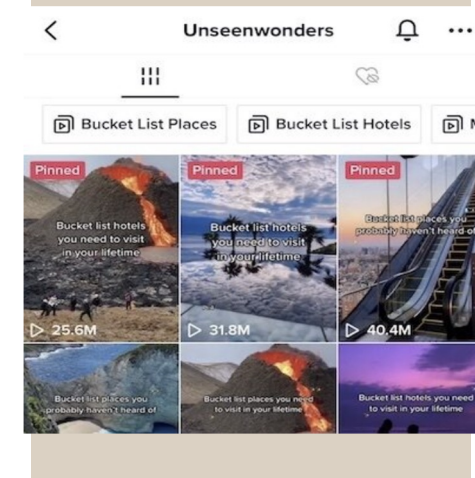 Unseenwonders
Bucket List Places
Bucket List Hotels
Pinned
Bucket list hotels
you need to visit
in your lifetime
25.6M
Pinned
Bucket list hotels
you need to visit
in your lifetime
31.8M
Pinned
Bucket list places you
probably haven't heard of
40.4M
Bucket list places you
probably haven't heard of
Bucket list places you need
to visit in your lifetime
Bucket list hotels you need
to visit in your lifetime